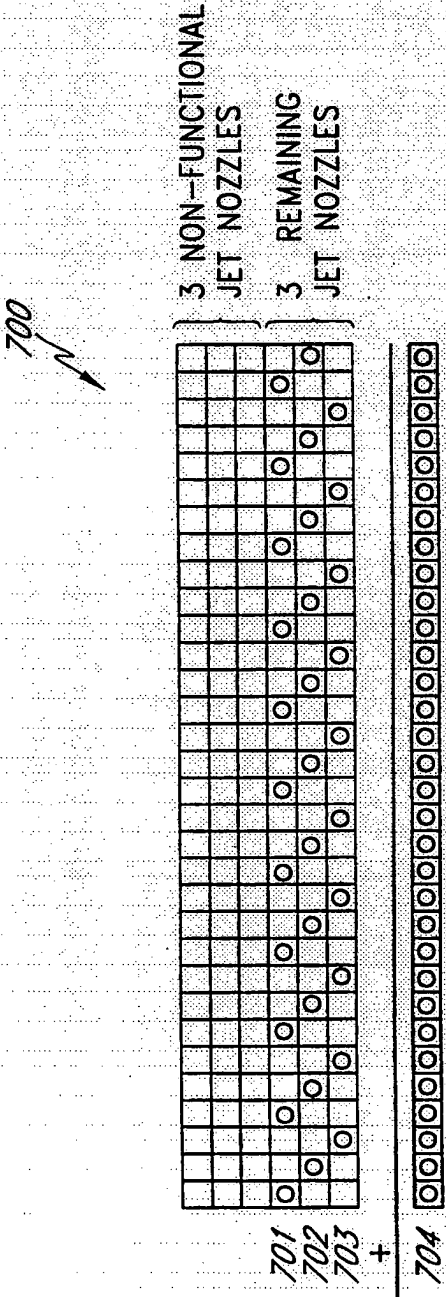 700
3 NON-FUNCTIONAL
JET NOZZLES
3 REMAINING
JET NOZZLES
701
702
703
+
704